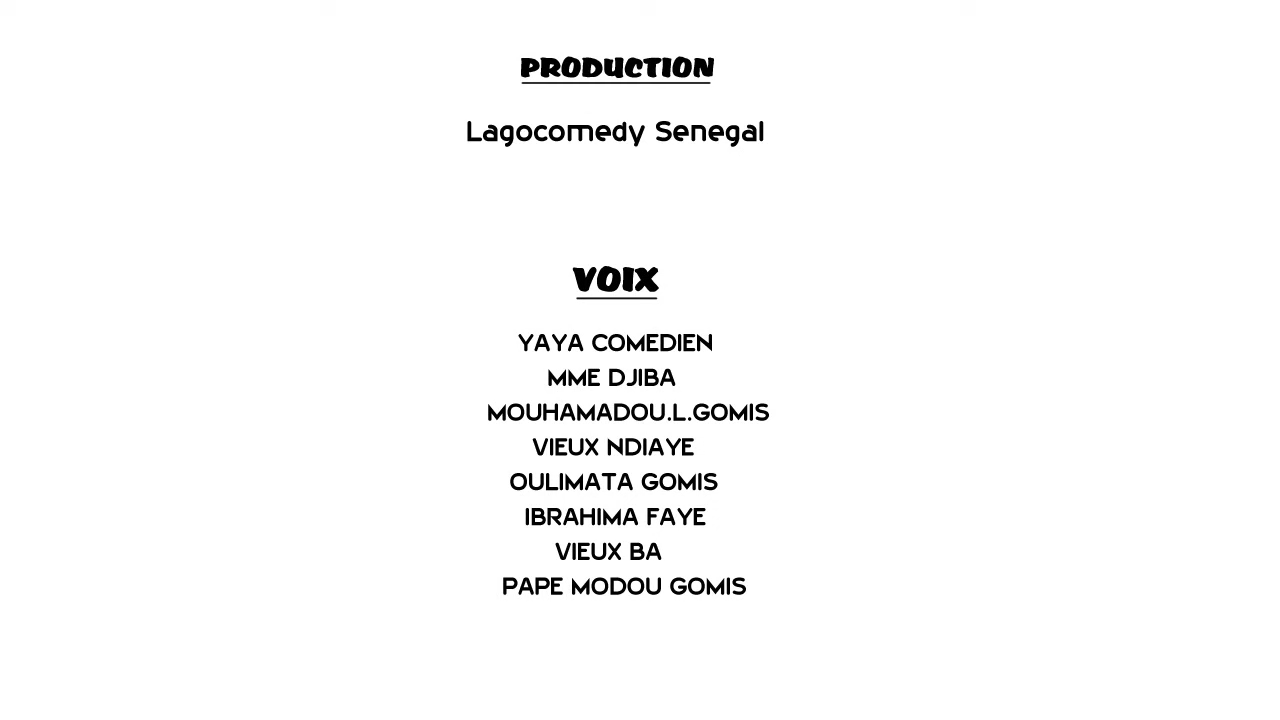 PRODUCTION
Lagocomedy Senegal
VOIX
YAYA COMEDIEN
MME DJIBA
MOUHAMADOU.L.GOMIS
VIEUX NDIAYE
OULIMATA GOMIS
IBRAHIMA FAYE
VIEUX BA
PAPE MODOU GOMIS